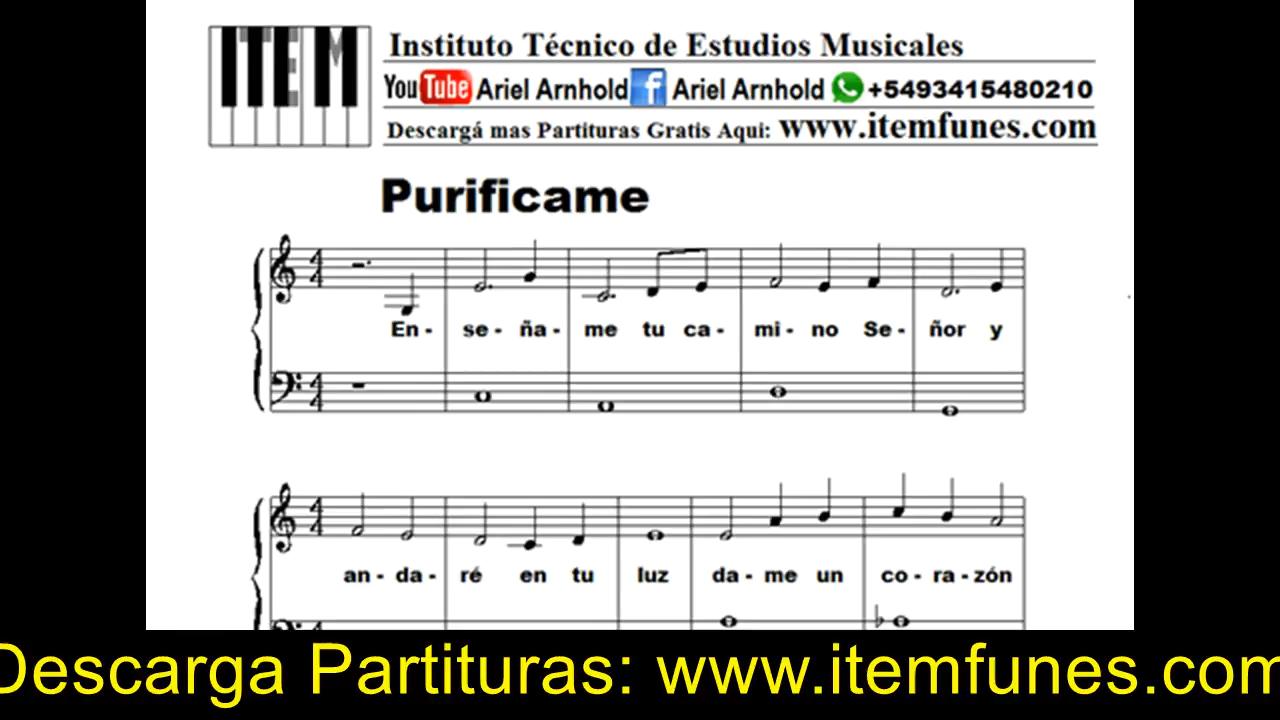 ITEM
Instituto Técnico de Estudios Musicales
YouTube Ariel Arnhold f Ariel Arnhold +5493415480210
Descargá mas Partituras Gratis Aqui: www.itemfunes.com
Purificame
En - se - ña - me tu ca - mi - no Se - ñor y
an - da - ré en tu luz da - me un co - ra - zón
Descarga Partituras: www.itemfunes.com